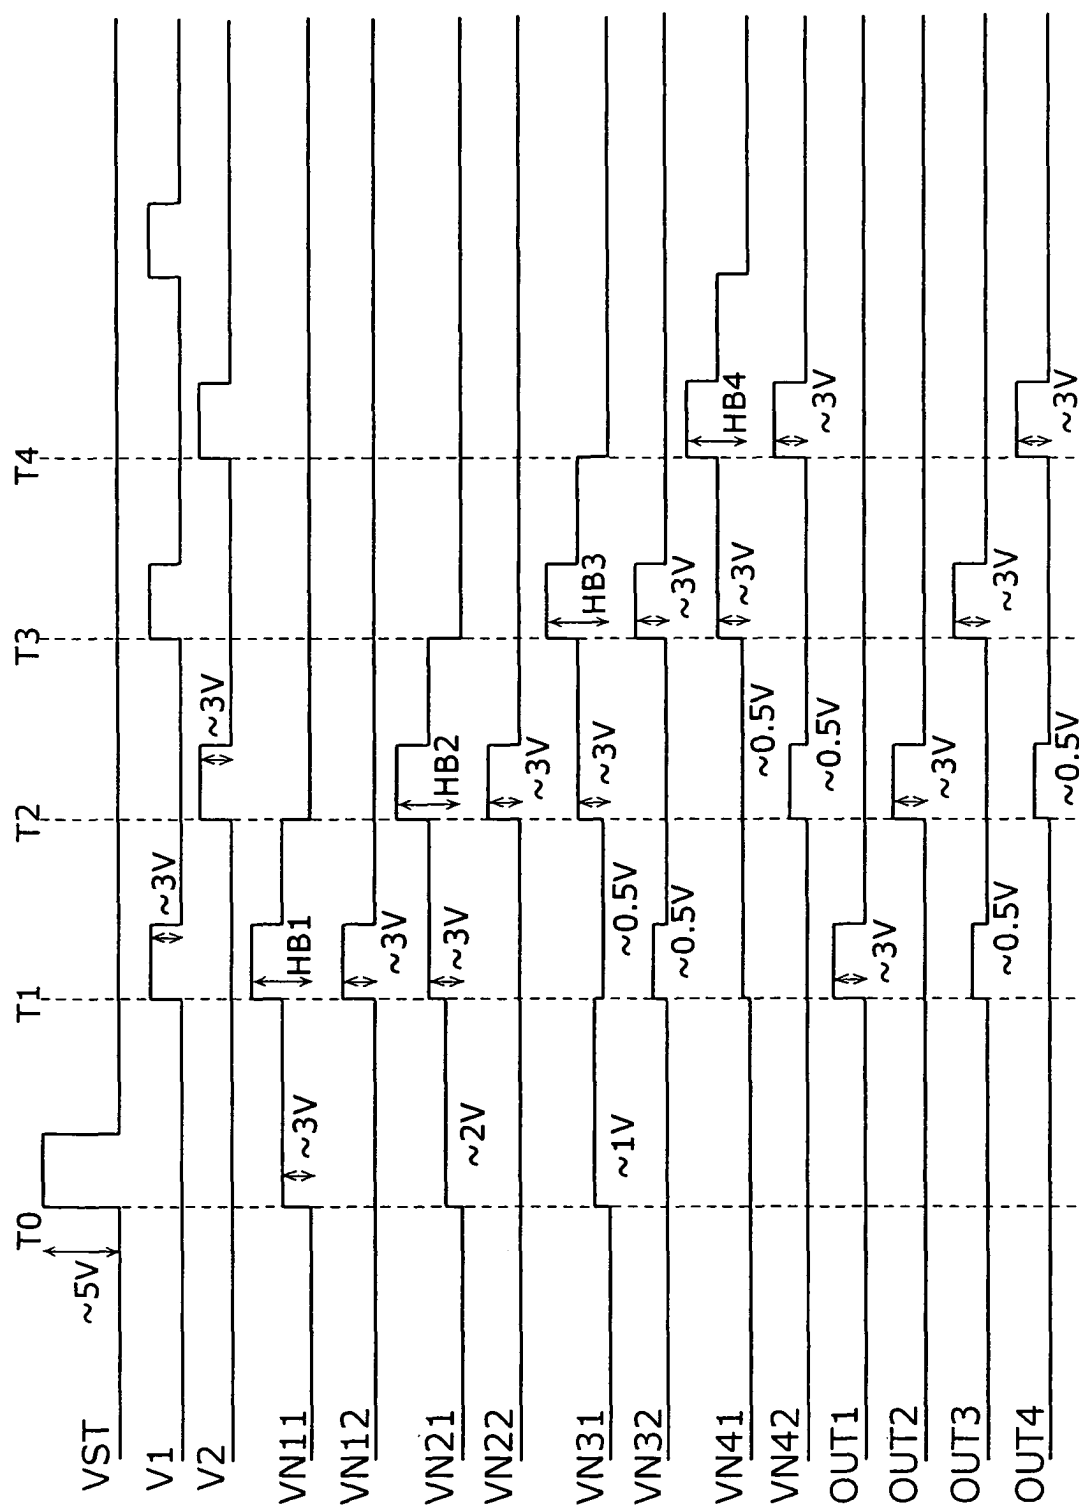 T0 T1 T2 T3 T4
VST ~5V
V1 ~3V
V2 ~3V
VN11 ~3V HB1
VN12 ~3V
VN21 ~2V ~3V HB2
VN22 ~3V
VN31 ~1V ~0.5V ~3V HB3
VN32 ~0.5V ~3V
VN41 ~0.5V ~3V HB4
VN42 ~0.5V ~3V
OUT1 ~3V
OUT2 ~3V
OUT3 ~0.5V ~3V
OUT4 ~0.5V ~3V